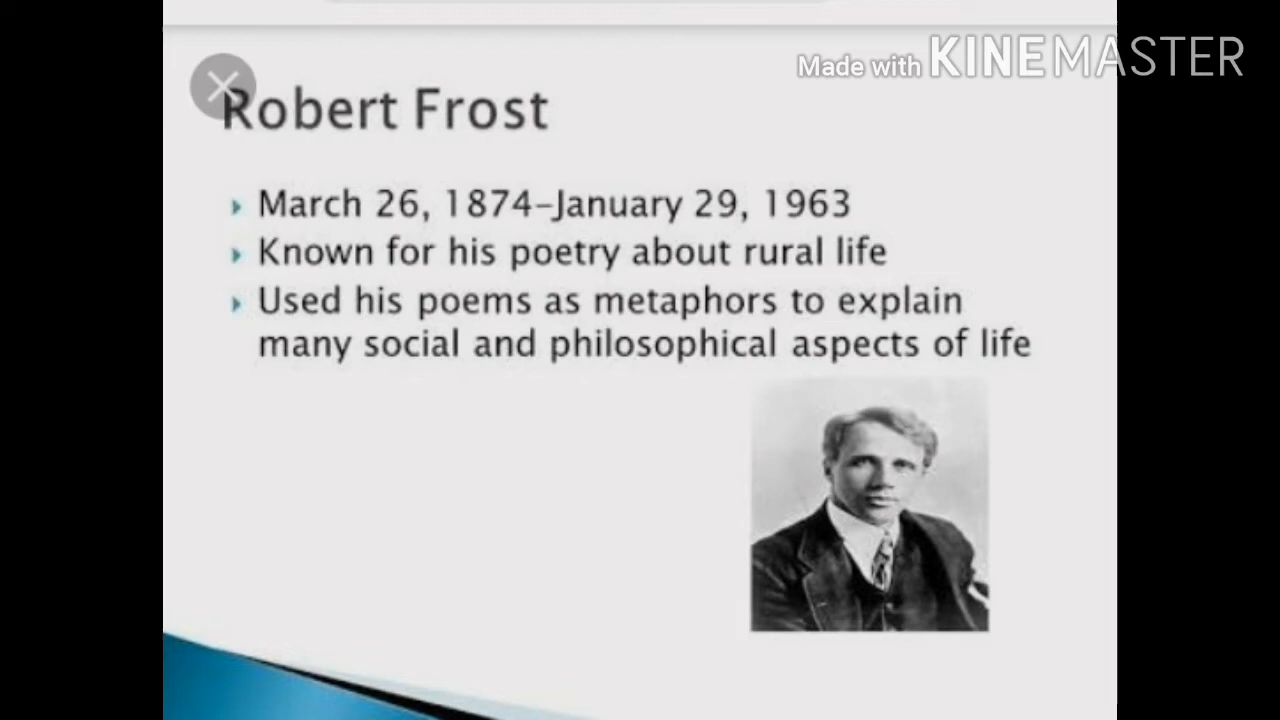 Made with KINEMASTER
Robert Frost
March 26, 1874–January 29, 1963
Known for his poetry about rural life
Used his poems as metaphors to explain
many social and philosophical aspects of life